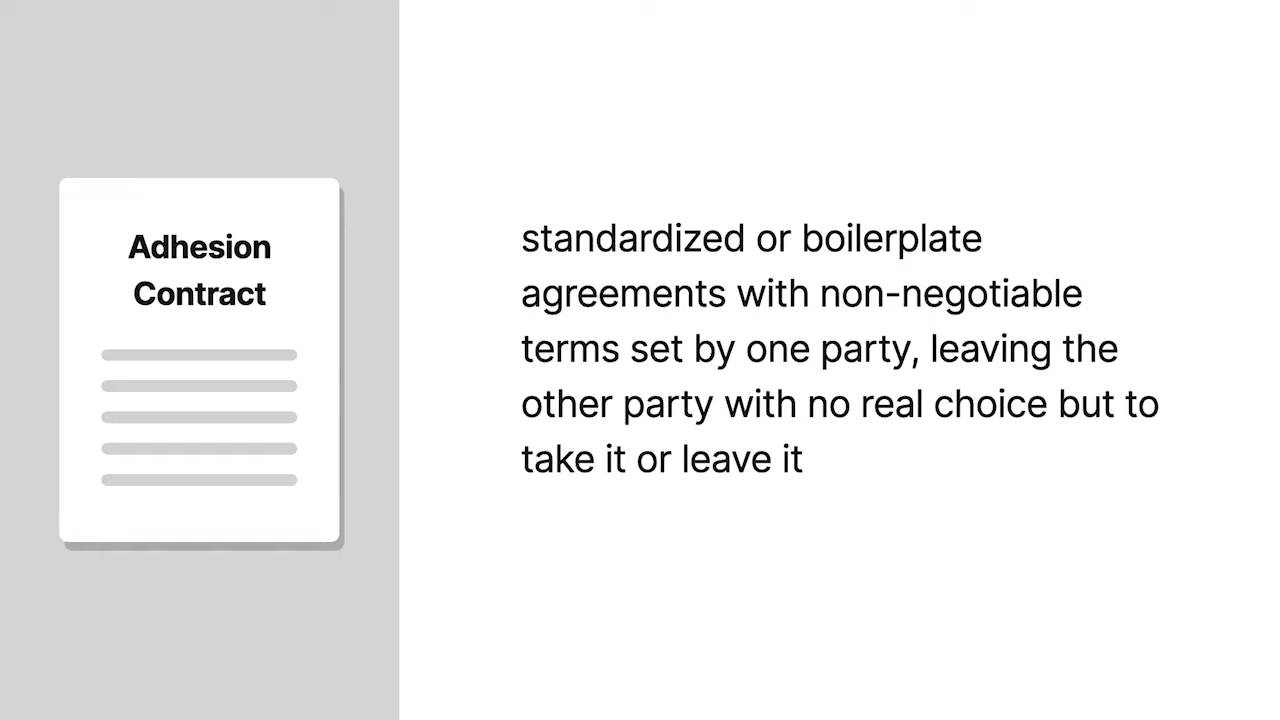 Adhesion
Contract
standardized or boilerplate
agreements with non-negotiable
terms set by one party, leaving the
other party with no real choice but to
take it or leave it